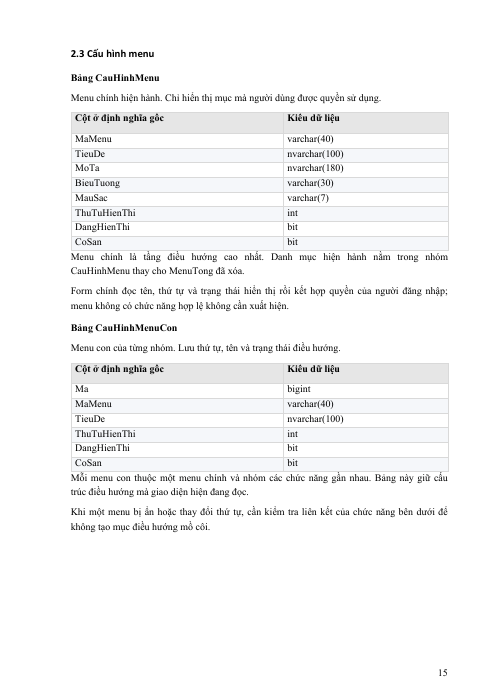 2.3 Cấu hình menu
Bảng CauHinhMenu
Menu chính hiện hành. Chỉ hiển thị mục mà người dùng được quyền sử dụng.
Cột ở định nghĩa gốc Kiểu dữ liệu
MaMenu varchar(40)
TieuDe nvarchar(100)
MoTa nvarchar(180)
BieuTuong varchar(30)
MauSac varchar(7)
ThuTuHienThi int
DangHienThi bit
CoSan bit
Menu chính là tầng điều hướng cao nhất. Danh mục hiện hành nằm trong nhóm
CauHinhMenu thay cho MenuTong đã xóa.
Form chính đọc tên, thứ tự và trạng thái hiển thị rồi kết hợp quyền của người đăng nhập;
menu không có chức năng hợp lệ không cần xuất hiện.
Bảng CauHinhMenuCon
Menu con của từng nhóm. Lưu thứ tự, tên và trạng thái điều hướng.
Cột ở định nghĩa gốc Kiểu dữ liệu
Ma bigint
MaMenu varchar(40)
TieuDe nvarchar(100)
ThuTuHienThi int
DangHienThi bit
CoSan bit
Mỗi menu con thuộc một menu chính và nhóm các chức năng gần nhau. Bảng này giữ cấu
trúc điều hướng mà giao diện hiện đang đọc.
Khi một menu bị ẩn hoặc thay đổi thứ tự, cần kiểm tra liên kết của chức năng bên dưới để
không tạo mục điều hướng mồ côi.
15